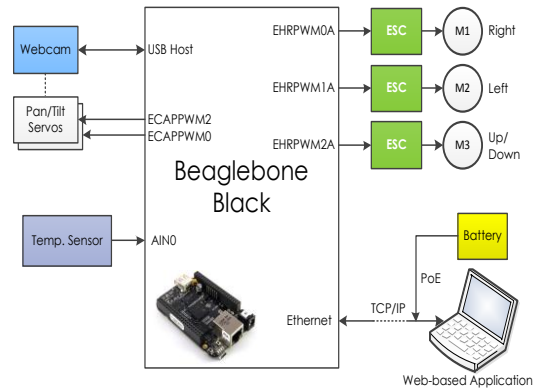 Webcam
USB Host
Pan/Tilt
Servos
ECAPPWM2
ECAPPWM0
Temp. Sensor
AIN0
Beaglebone
Black
EHRPWM0A
ESC
M1
Right
EHRPWM1A
ESC
M2
Left
EHRPWM2A
ESC
M3
Up/
Down
Battery
PoE
Ethernet
TCP/IP
Web-based Application